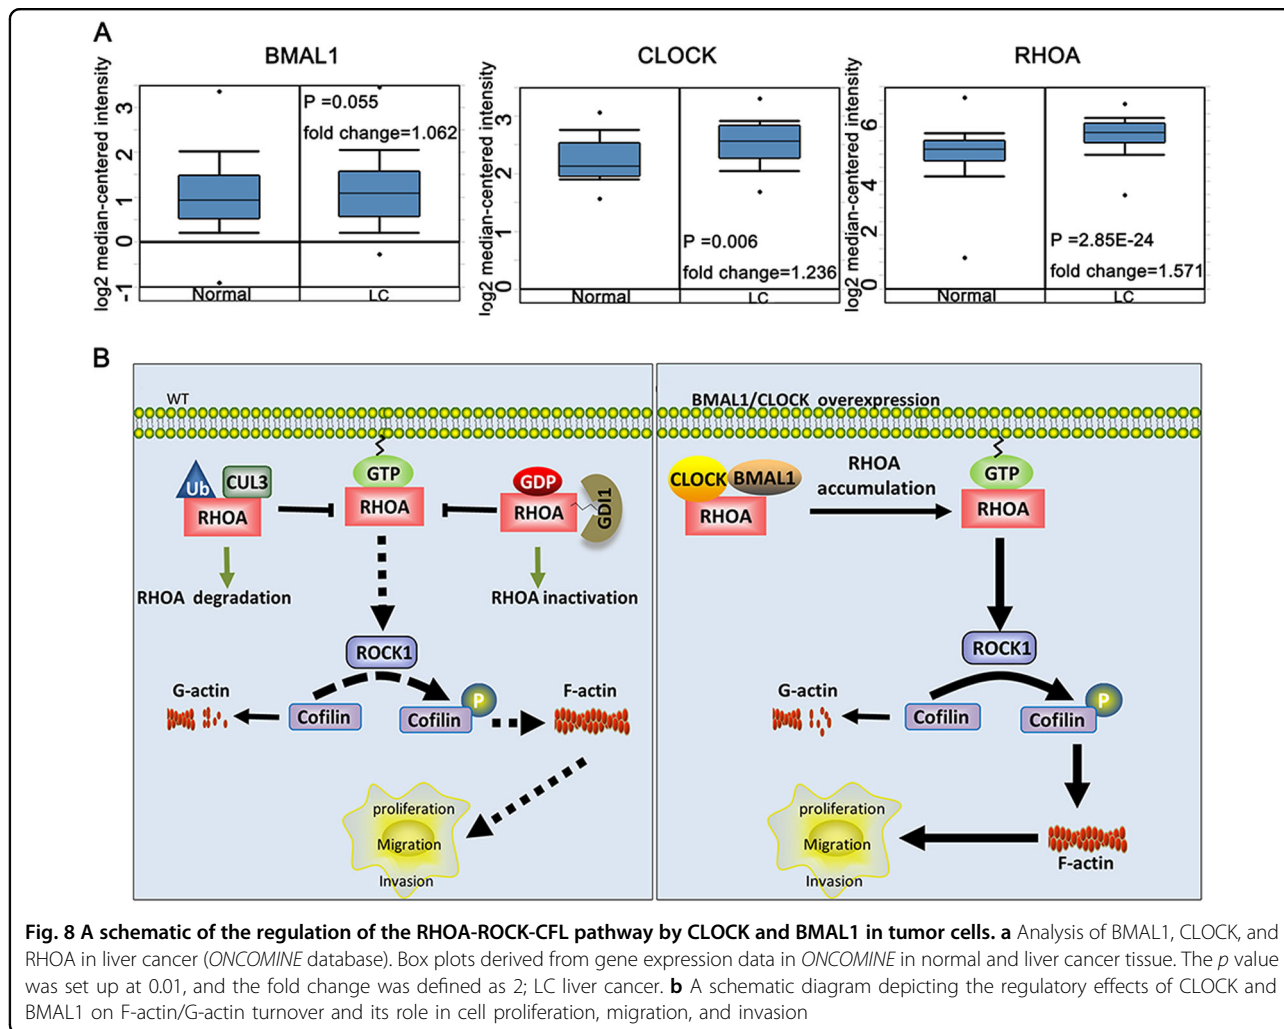 A
BMAL1
CLOCK
RHOA
log2 median-centered intensity
3
2
1
0
-1
P =0.055
fold change=1.062
Normal
LC
log2 median-centered intensity
3
2
1
0
P =0.006
fold change=1.236
Normal
LC
log2 median-centered intensity
6
4
2
0
P =2.85E-24
fold change=1.571
Normal
LC
B
WT
Ub
CUL3
RHOA
GTP
RHOA
GDP
RHOA
GDI1
RHOA degradation
RHOA inactivation
ROCK1
G-actin
Cofilin
Cofilin
P
F-actin
proliferation
Migration
Invasion
BMAL1/CLOCK overexpression
CLOCK
BMAL1
RHOA
RHOA
accumulation
GTP
RHOA
ROCK1
G-actin
Cofilin
Cofilin
P
F-actin
proliferation
Migration
Invasion
Fig. 8 A schematic of the regulation of the RHOA-ROCK-CFL pathway by CLOCK and BMAL1 in tumor cells. a Analysis of BMAL1, CLOCK, and
RHOA in liver cancer (ONCOMINE database). Box plots derived from gene expression data in ONCOMINE in normal and liver cancer tissue. The p value
was set up at 0.01, and the fold change was defined as 2; LC liver cancer. b A schematic diagram depicting the regulatory effects of CLOCK and
BMAL1 on F-actin/G-actin turnover and its role in cell proliferation, migration, and invasion